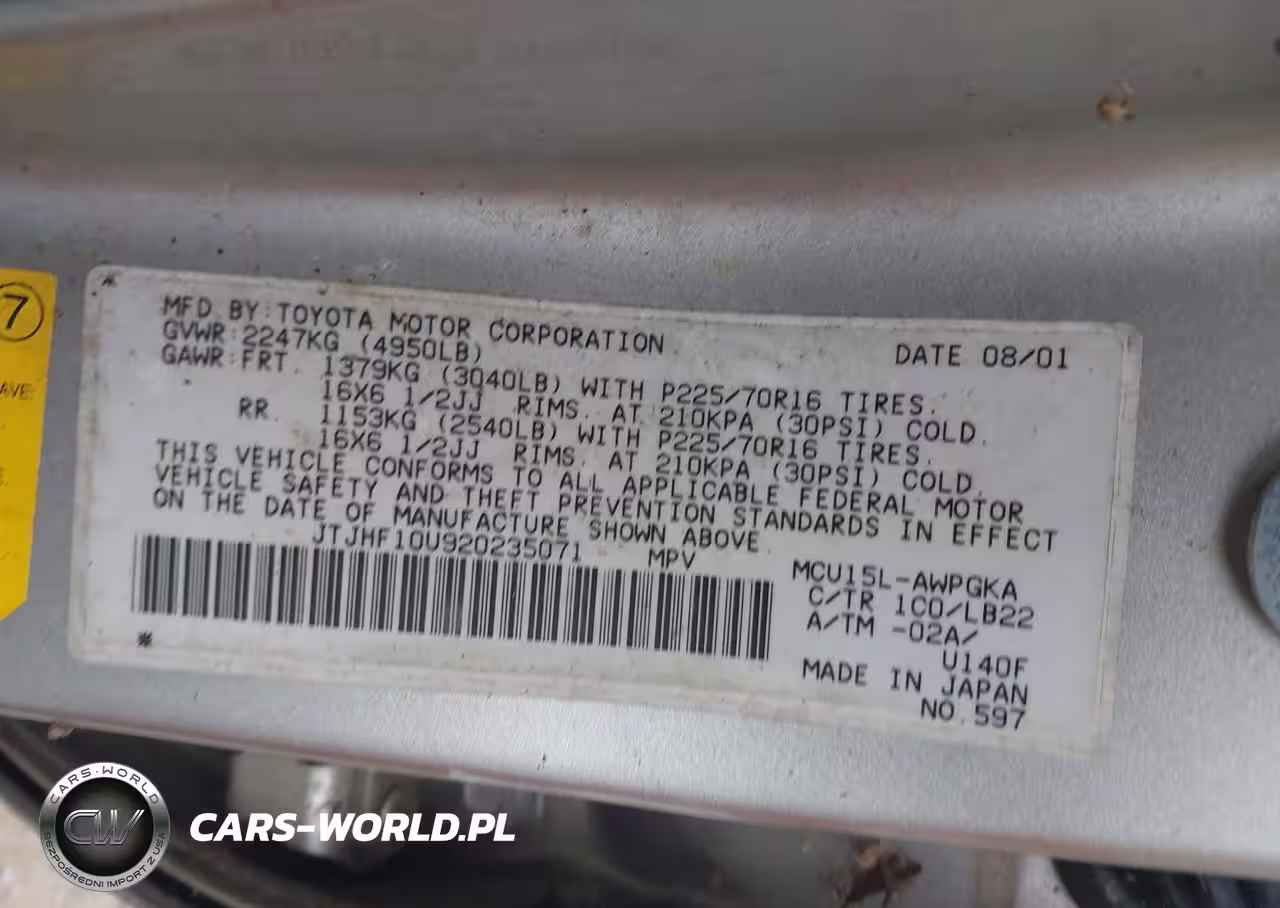 7
AVE:
MFD.BY:TOYOTA MOTOR CORPORATION
DATE 08/01
GVWR:2247KG (4950LB)
GAWR:FRT. 1379KG (3040LB) WITH P225/70R16 TIRES.
16X6 1/2JJ RIMS. AT 210KPA (30PSI) COLD.
RR. 1153KG (2540LB) WITH P225/70R16 TIRES.
16X6 1/2JJ RIMS. AT 210KPA (30PSI) COLD.
THIS VEHICLE CONFORMS TO ALL APPLICABLE FEDERAL MOTOR
VEHICLE SAFETY AND THEFT PREVENTION STANDARDS IN EFFECT
ON THE DATE OF MANUFACTURE SHOWN ABOVE.
JTJHF10U920235071 MPV
MCU15L-AWPGKA
C/TR 1C0/LB22
A/TM -02A/
U140F
MADE IN JAPAN
NO.597
*
CARS-WORLD
CW
BEZPOŚREDNI IMPORT Z USA
CARS-WORLD.PL